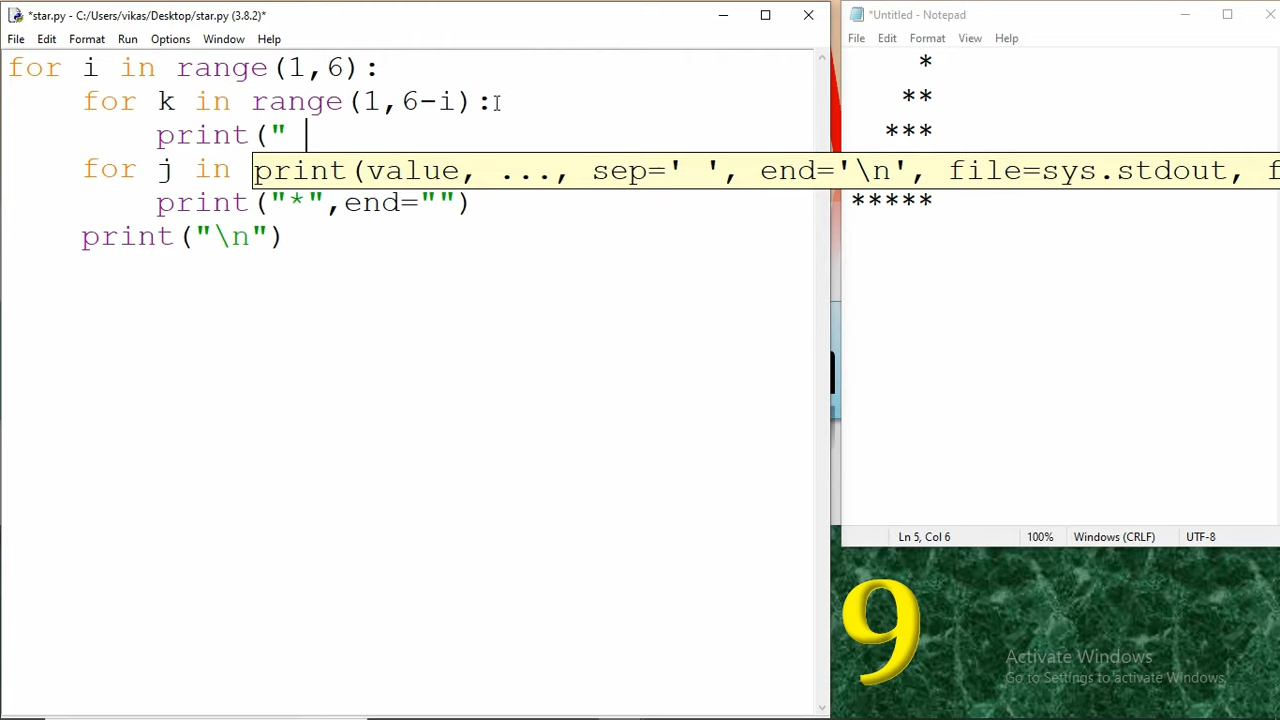 *star.py - C:/Users/vikas/Desktop/star.py (3.8.2)*
File Edit Format Run Options Window Help
for i in range(1,6):
for k in range(1,6-i):
print("
for j in
print(value, ..., sep=' ', end='\n', file=sys.stdout, f
print("*",end="")
print("\n")
*Untitled - Notepad
File Edit Format View Help
*
**
***
*****
Ln 5, Col 6 100% Windows (CRLF) UTF-8
9
Activate Windows
Go to Settings to activate Windows.